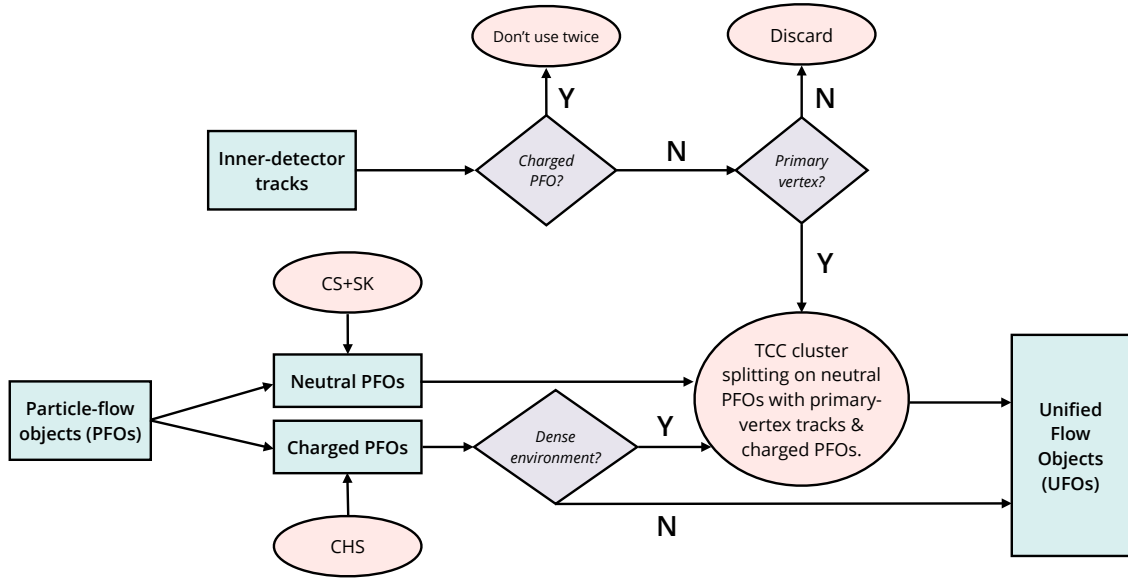 Don't use twice
Discard
Y
N
Inner-detector
tracks
Charged
PFO?
N
Primary
vertex?
Y
CS+SK
TCC cluster
splitting on neutral
PFOs with primary-
vertex tracks &
charged PFOs.
Neutral PFOs
Particle-flow
objects (PFOs)
Charged PFOs
Dense
environment?
Y
Unified
Flow
Objects
(UFOs)
N
CHS